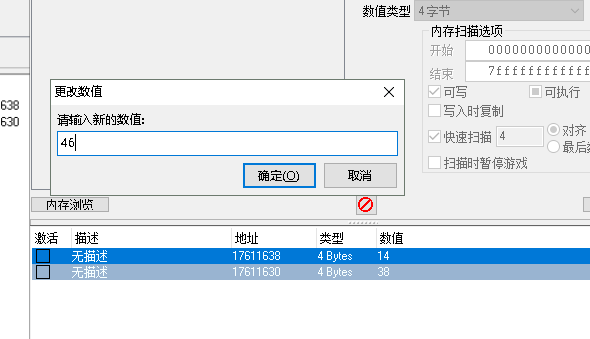 数值类型 4 字节
内存扫描选项
开始 0000000000000
结束 7fffffffffff
可写 可执行
写入时复制
快速扫描 4 对齐
最后
扫描时暂停游戏
638
630
更改数值
请输入新的数值:
46
确定(O) 取消
内存浏览
激活 描述 地址 类型 数值
无描述 17611638 4 Bytes 14
无描述 17611630 4 Bytes 38